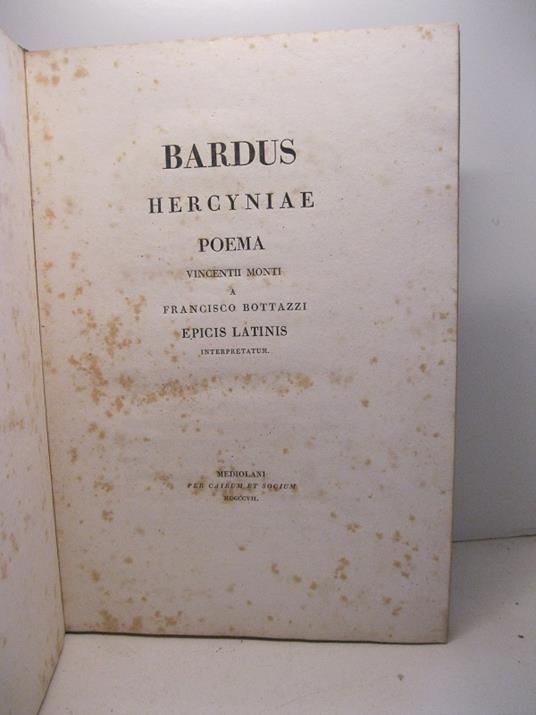 BARDUS
HERCYNIAE
POEMA
VINCENTII MONTI
A
FRANCISCO BOTTAZZI
EPICIS LATINIS
INTERPRETATUM.
MEDIOLANI
PER CAIRUM ET SOCIUM
MDCCCVII.